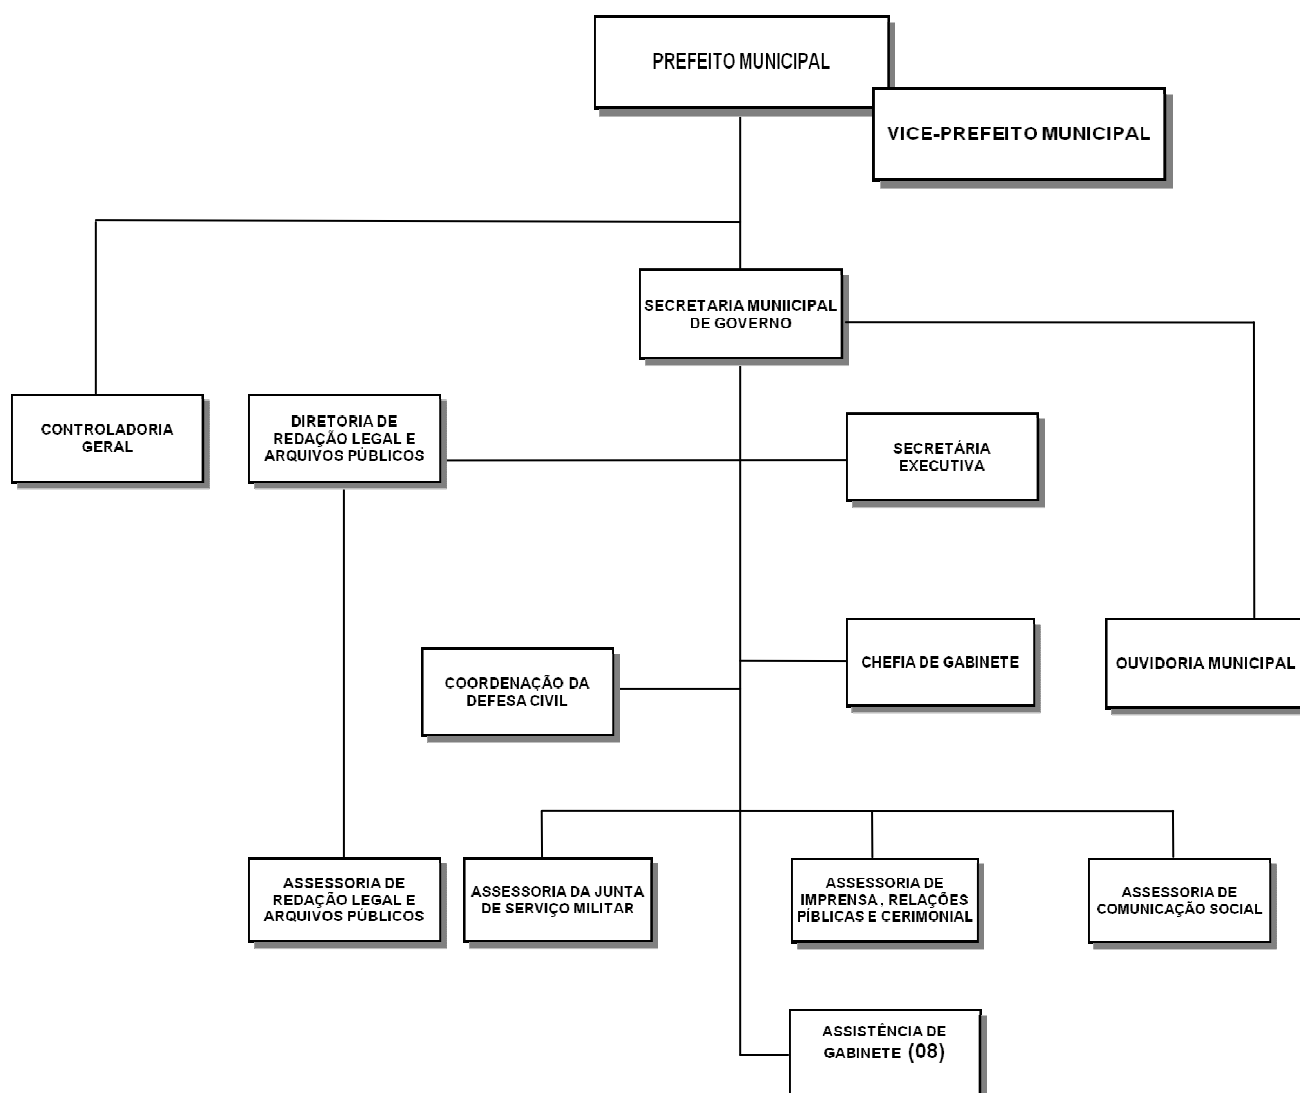 PREFEITO MUNICIPAL
VICE-PREFEITO MUNICIPAL
SECRETARIA MUNIICIPAL
DE GOVERNO
CONTROLADORIA
GERAL
DIRETORIA DE
REDAÇÃO LEGAL E
ARQUIVOS PÚBLICOS
SECRETÁRIA
EXECUTIVA
COORDENAÇÃO DA
DEFESA CIVIL
CHEFIA DE GABINETE
OUVIDORIA MUNICIPAL
ASSESSORIA DE
REDAÇÃO LEGAL E
ARQUIVOS PÚBLICOS
ASSESSORIA DA JUNTA
DE SERVIÇO MILITAR
ASSESSORIA DE
IMPRENSA , RELAÇÕES
PÍBLICAS E CERIMONIAL
ASSESSORIA DE
COMUNICAÇÃO SOCIAL
ASSISTÊNCIA DE
GABINETE (08)